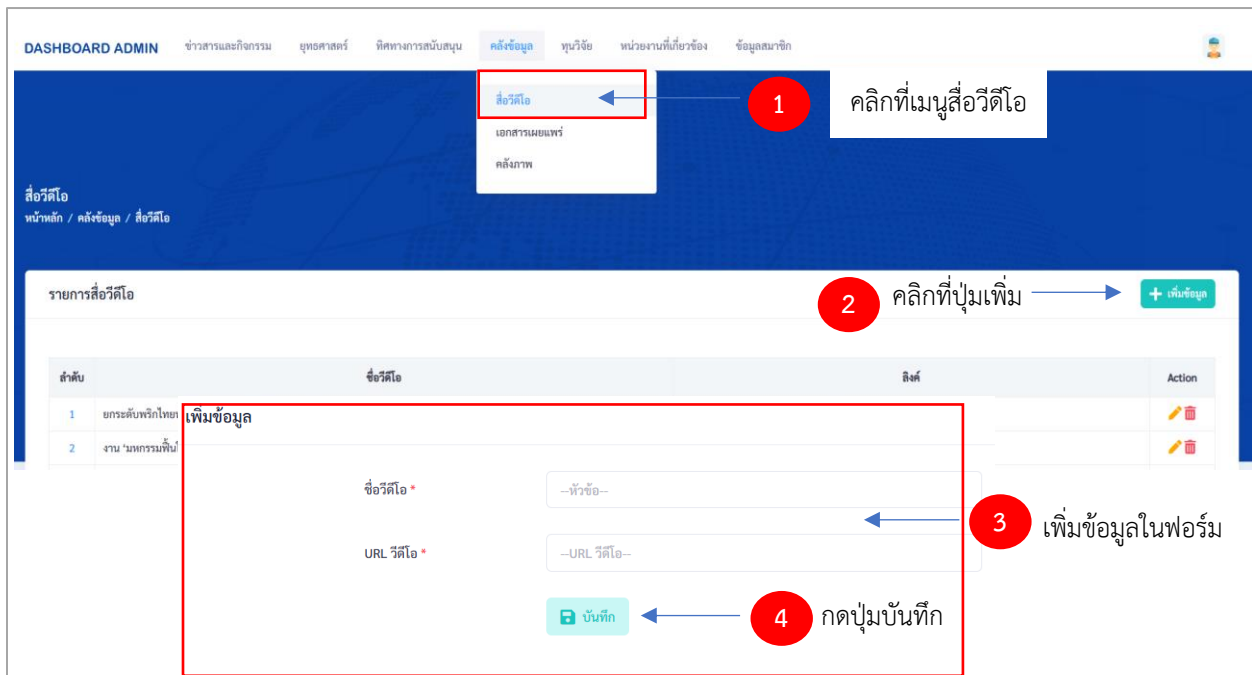 DASHBOARD ADMIN ข่าวสารและกิจกรรม ยุทธศาสตร์ ทิศทางการสนับสนุน คลังข้อมูล ทุนวิจัย หน่วยงานที่เกี่ยวข้อง ข้อมูลสมาชิก
สื่อวีดีโอ 1 คลิกที่เมนูสื่อวีดีโอ
เอกสารเผยแพร่
คลังภาพ
สื่อวีดีโอ
หน้าหลัก / คลังข้อมูล / สื่อวีดีโอ
รายการสื่อวีดีโอ 2 คลิกที่ปุ่มเพิ่ม + เพิ่มข้อมูล
ลำดับ ชื่อวีดีโอ ลิงค์ Action
1 ยกระดับพริกไทย
เพิ่มข้อมูล
2 งาน 'มหกรรมฟื้น
ชื่อวีดีโอ * --หัวข้อ--
3 เพิ่มข้อมูลในฟอร์ม
URL วีดีโอ * --URL วีดีโอ--
บันทึก 4 กดปุ่มบันทึก